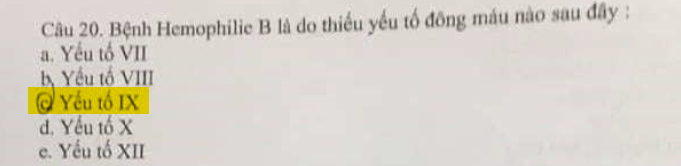 Câu 20. Bệnh Hemophilie B là do thiếu yếu tố đông máu nào sau đây :
a. Yếu tố VII
b. Yếu tố VIII
c. Yếu tố IX
d. Yếu tố X
e. Yếu tố XII